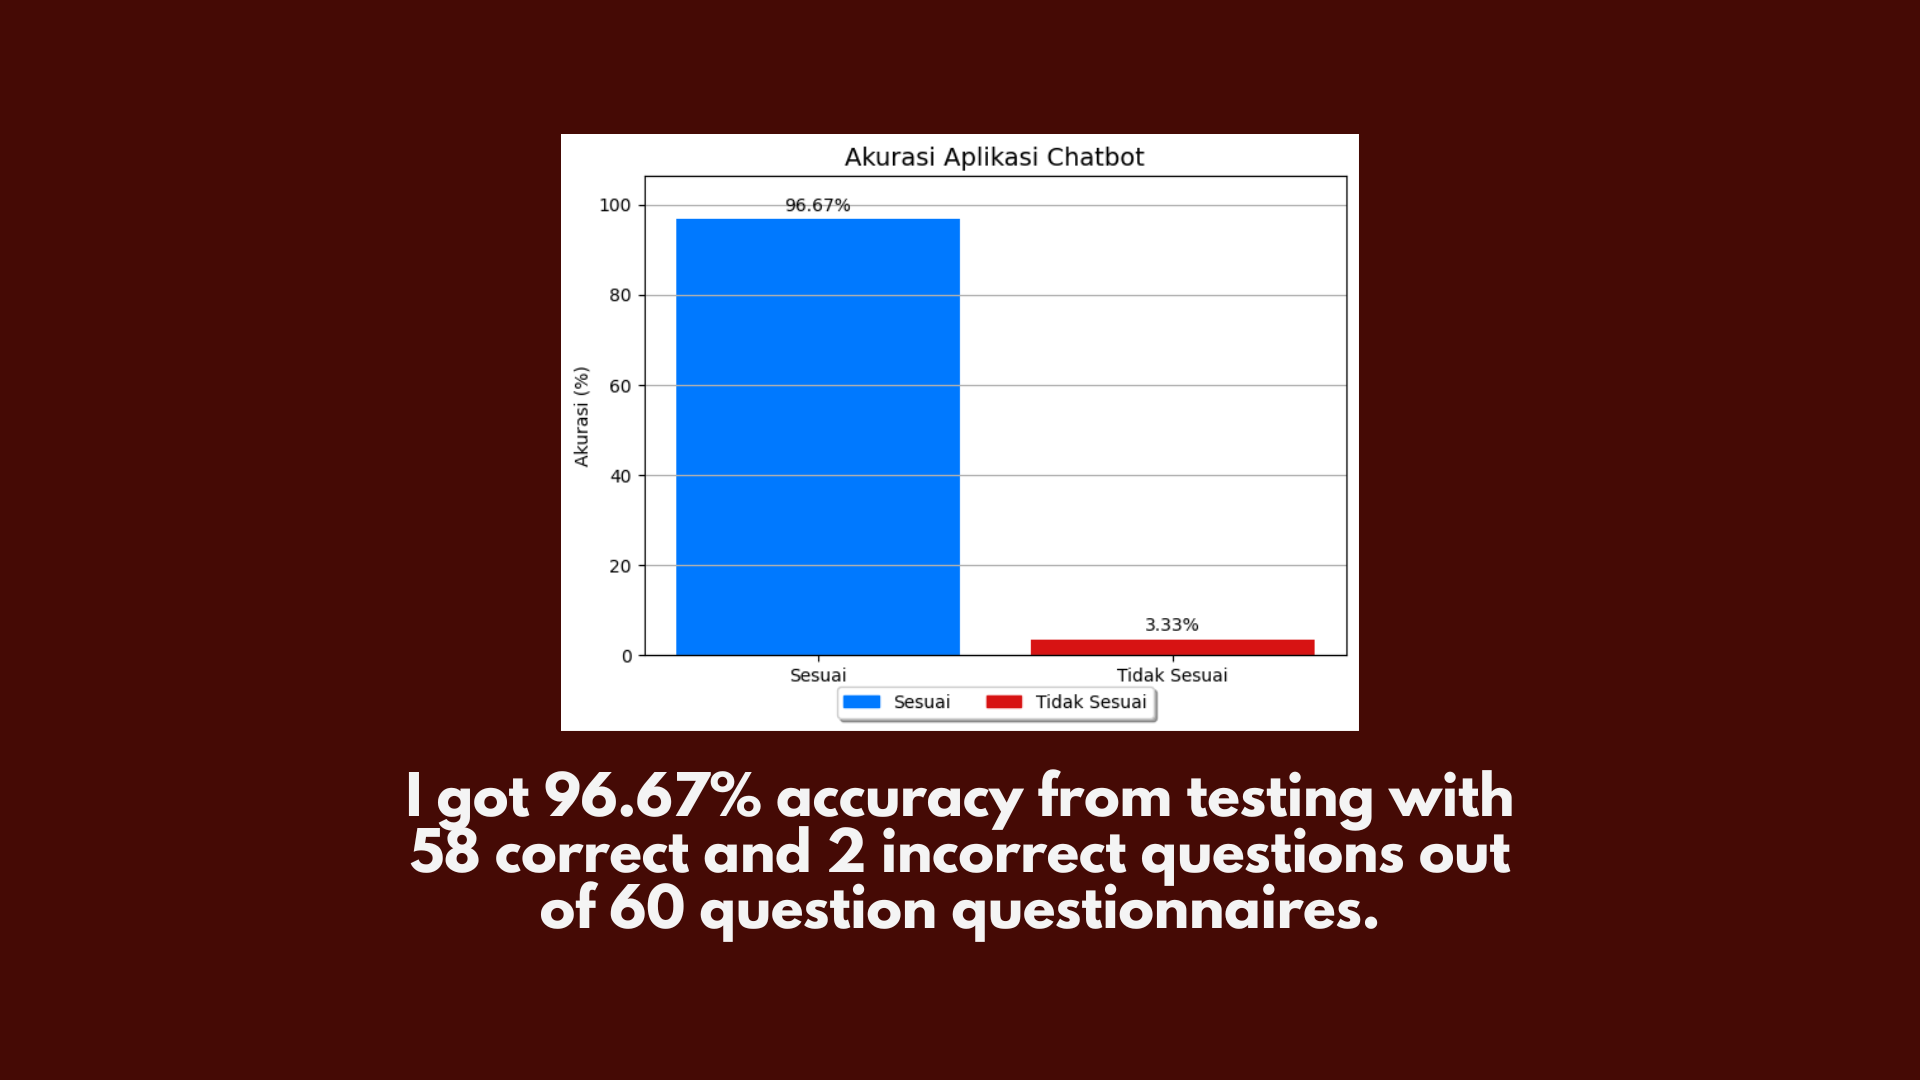 Akurasi Aplikasi Chatbot
Akurasi (%)
100
80
60
40
20
0
96.67%
3.33%
Sesuai
Tidak Sesuai
Sesuai
Tidak Sesuai
I got 96.67% accuracy from testing with
58 correct and 2 incorrect questions out
of 60 question questionnaires.